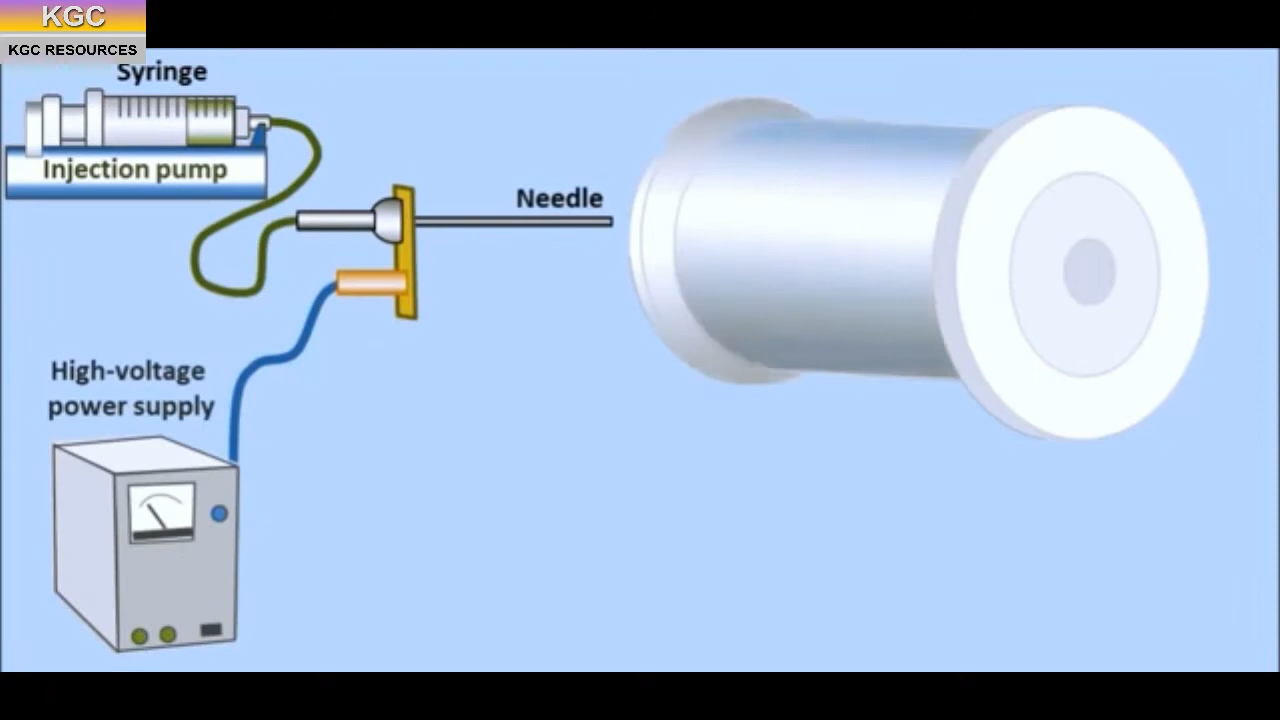 KGC
KGC RESOURCES
Syringe
Injection pump
Needle
High-voltage
power supply